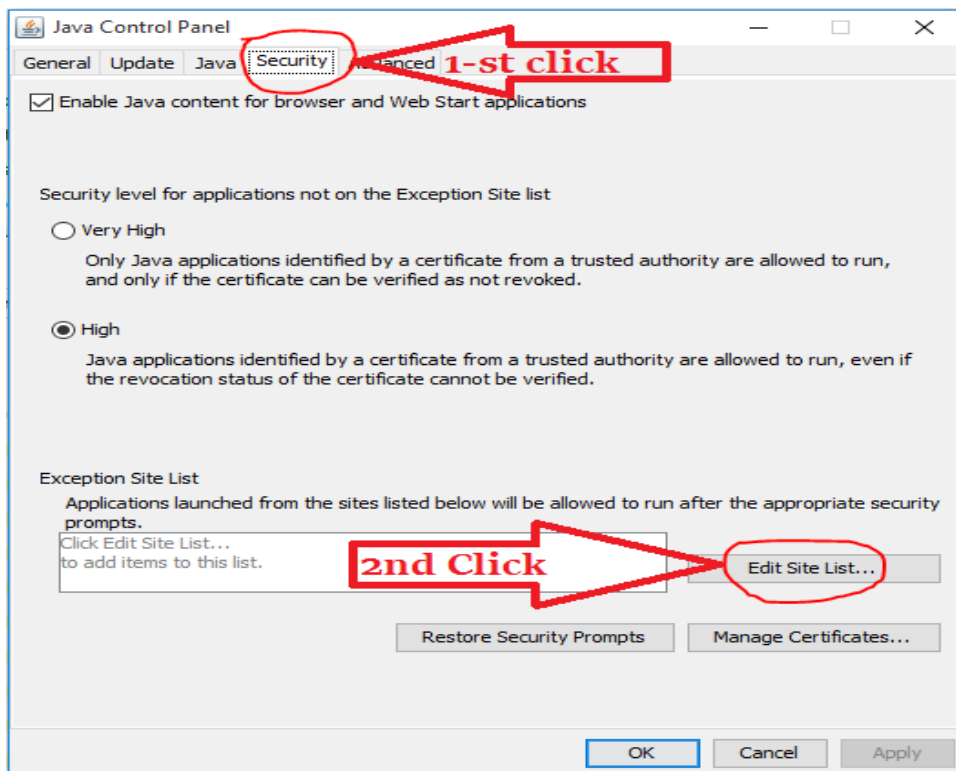 Java Control Panel
General Update Java Security Advanced 1-st click
Enable Java content for browser and Web Start applications
Security level for applications not on the Exception Site list
Very High
Only Java applications identified by a certificate from a trusted authority are allowed to run,
and only if the certificate can be verified as not revoked.
High
Java applications identified by a certificate from a trusted authority are allowed to run, even if
the revocation status of the certificate cannot be verified.
Exception Site List
Applications launched from the sites listed below will be allowed to run after the appropriate security
prompts.
Click Edit Site List...
to add items to this list.
2nd Click
Edit Site List...
Restore Security Prompts Manage Certificates...
OK Cancel Apply